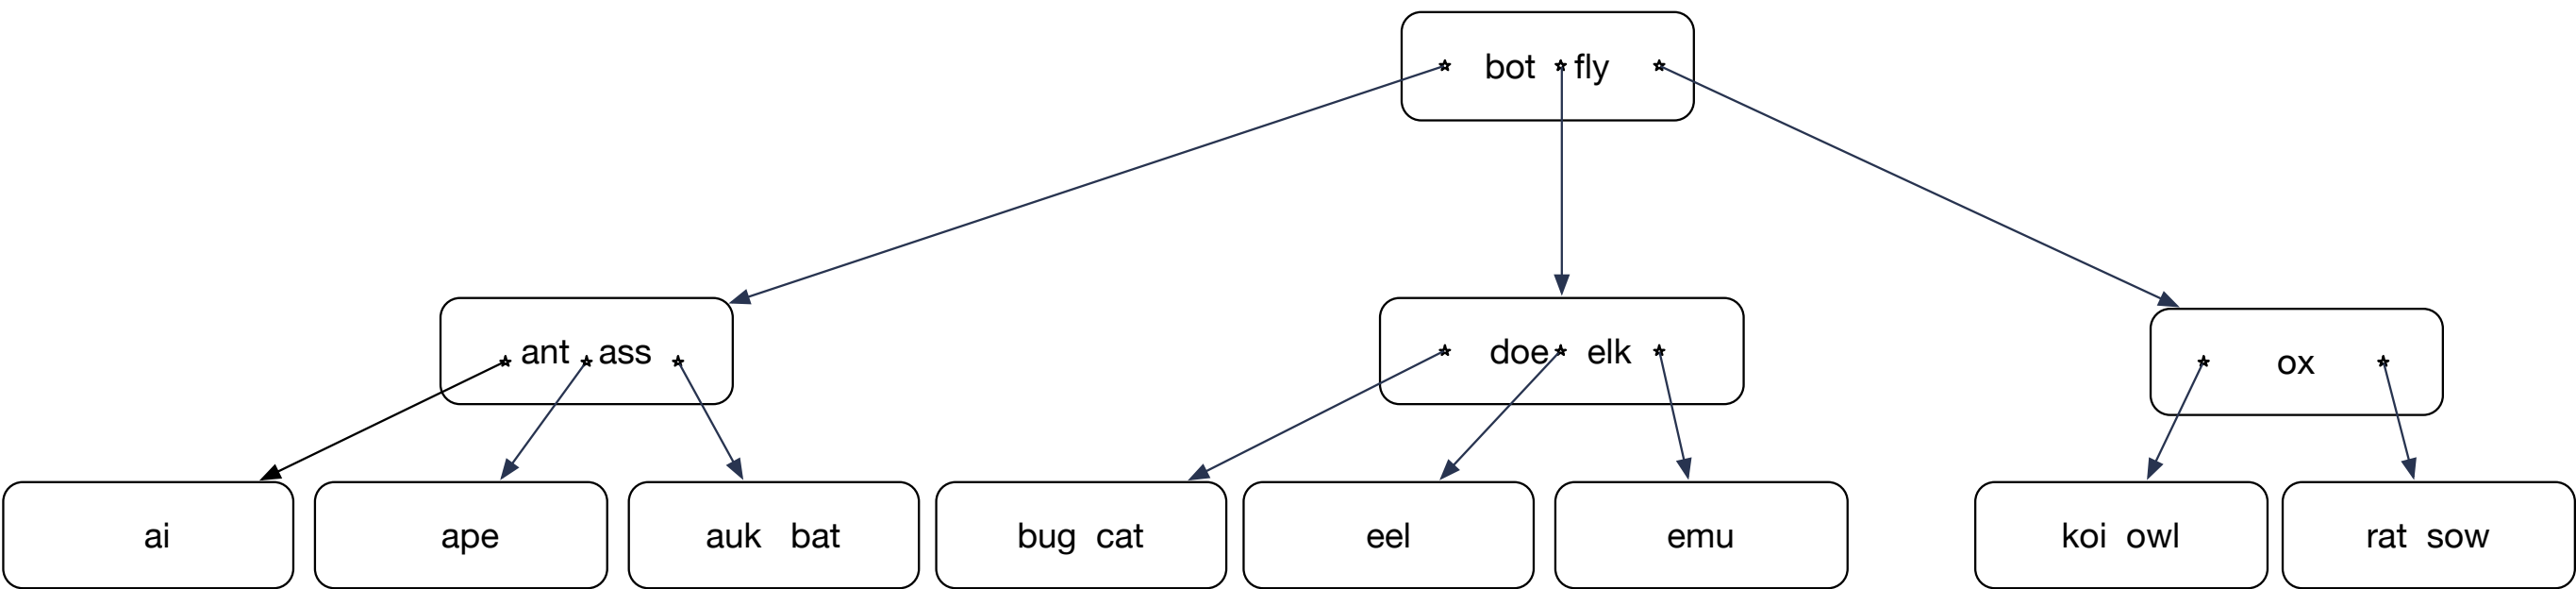 bot fly
ant ass doe elk ox
ai ape auk bat bug cat eel emu koi owl rat sow